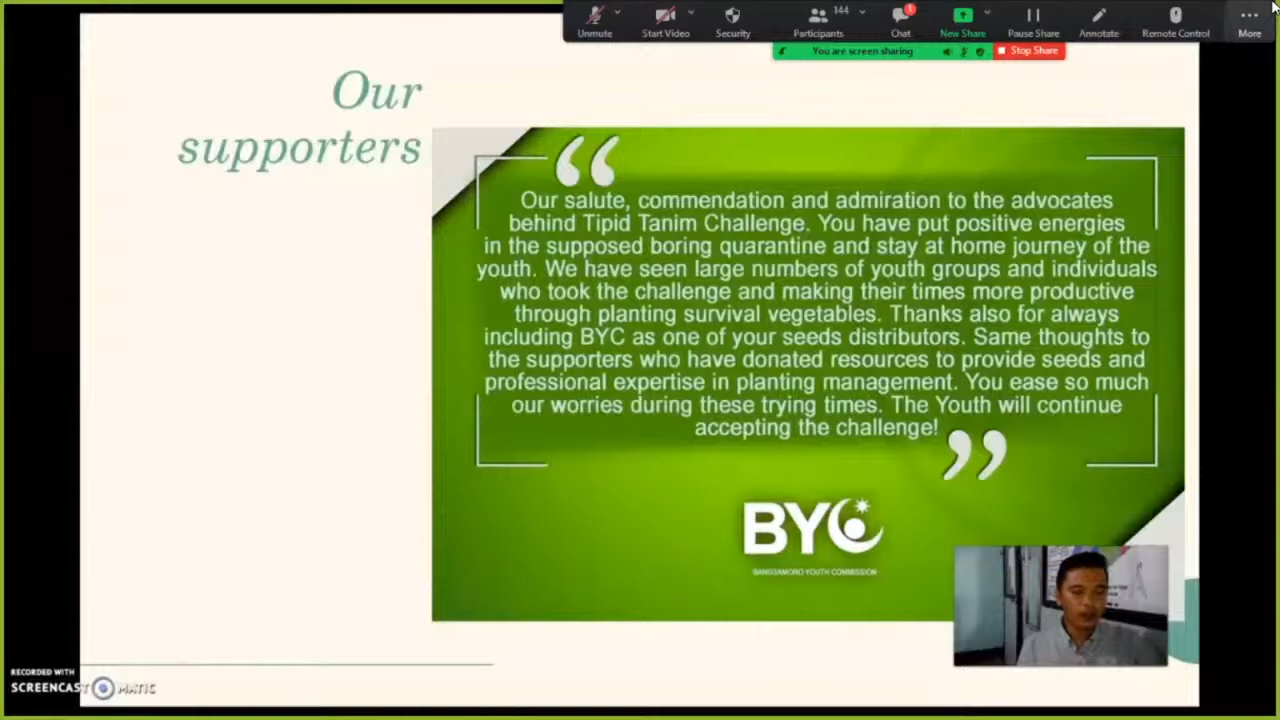 Unmute
Start Video
Security
144
Participants
1
Chat
New Share
Pause Share
Annotate
Remote Control
More
You are screen sharing
Stop Share
Our
supporters
“
Our salute, commendation and admiration to the advocates
behind Tipid Tanim Challenge. You have put positive energies
in the supposed boring quarantine and stay at home journey of the
youth. We have seen large numbers of youth groups and individuals
who took the challenge and making their times more productive
through planting survival vegetables. Thanks also for always
including BYC as one of your seeds distributors. Same thoughts to
the supporters who have donated resources to provide seeds and
professional expertise in planting management. You ease so much
our worries during these trying times. The Youth will continue
accepting the challenge!
”
BYC
BANGSAMORO YOUTH COMMISSION
RECORDED WITH
SCREENCAST MATIC